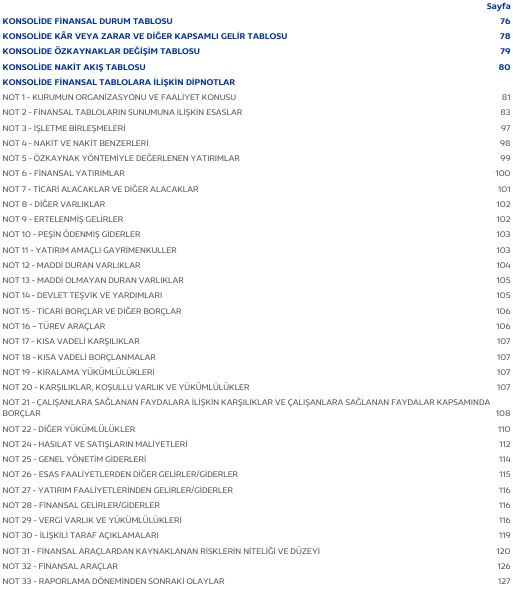 Sayfa
KONSOLİDE FİNANSAL DURUM TABLOSU 76
KONSOLİDE KÂR VEYA ZARAR VE DİĞER KAPSAMLI GELİR TABLOSU 78
KONSOLİDE ÖZKAYNAKLAR DEĞİŞİM TABLOSU 79
KONSOLİDE NAKİT AKIŞ TABLOSU 80
KONSOLİDE FİNANSAL TABLOLARA İLİŞKİN DİPNOTLAR
NOT 1 - KURUMUN ORGANİZASYONU VE FAALİYET KONUSU 81
NOT 2 - FİNANSAL TABLOLARIN SUNUMUNA İLİŞKİN ESASLAR 83
NOT 3 - İŞLETME BİRLEŞMELERİ 97
NOT 4 - NAKİT VE NAKİT BENZERLERİ 98
NOT 5 - ÖZKAYNAK YÖNTEMİYLE DEĞERLENEN YATIRIMLAR 99
NOT 6 - FİNANSAL YATIRIMLAR 100
NOT 7 - TİCARİ ALACAKLAR VE DİĞER ALACAKLAR 101
NOT 8 - DİĞER VARLIKLAR 102
NOT 9 - ERTELENMİŞ GELİRLER 102
NOT 10 - PEŞİN ÖDENMİŞ GİDERLER 103
NOT 11 - YATIRIM AMAÇLI GAYRİMENKULLER 103
NOT 12 - MADDİ DURAN VARLIKLAR 104
NOT 13 - MADDİ OLMAYAN DURAN VARLIKLAR 105
NOT 14 - DEVLET TEŞVİK VE YARDIMLARI 105
NOT 15 - TİCARİ BORÇLAR VE DİĞER BORÇLAR 106
NOT 16 – TÜREV ARAÇLAR 106
NOT 17 - KISA VADELİ KARŞILIKLAR 107
NOT 18 - KISA VADELİ BORÇLANMALAR 107
NOT 19 - KİRALAMA YÜKÜMLÜLÜKLERİ 107
NOT 20 - KARŞILIKLAR, KOŞULLU VARLIK VE YÜKÜMLÜLÜKLER 107
NOT 21 - ÇALIŞANLARA SAĞLANAN FAYDALARA İLİŞKİN KARŞILIKLAR VE ÇALIŞANLARA SAĞLANAN FAYDALAR KAPSAMINDA
BORÇLAR 108
NOT 22 - DİĞER YÜKÜMLÜLÜKLER 110
NOT 24 - HASILAT VE SATIŞLARIN MALİYETLERİ 112
NOT 25 - GENEL YÖNETİM GİDERLERİ 114
NOT 26 - ESAS FAALİYETLERDEN DİĞER GELİRLER/GİDERLER 115
NOT 27 - YATIRIM FAALİYETLERİNDEN GELİRLER/GİDERLER 116
NOT 28 - FİNANSAL GELİRLER/GİDERLER 116
NOT 29 - VERGİ VARLIK VE YÜKÜMLÜLÜKLERİ 116
NOT 30 - İLİŞKİLİ TARAF AÇIKLAMALARI 119
NOT 31 - FİNANSAL ARAÇLARDAN KAYNAKLANAN RİSKLERİN NİTELİĞİ VE DÜZEYİ 120
NOT 32 - FİNANSAL ARAÇLAR 126
NOT 33 - RAPORLAMA DÖNEMİNDEN SONRAKİ OLAYLAR 127